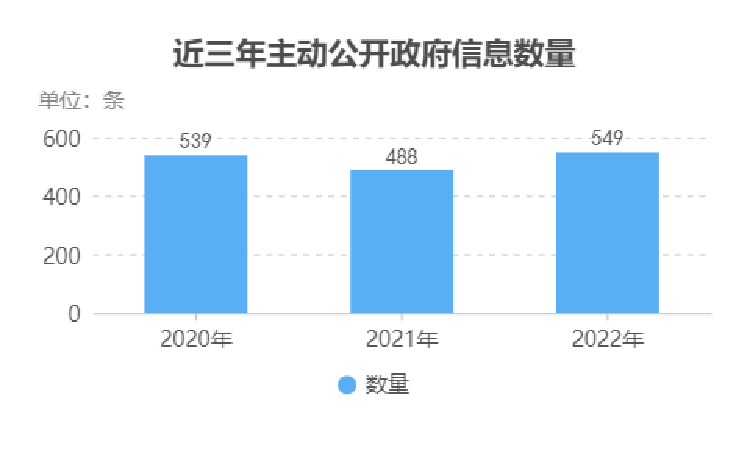 近三年主动公开政府信息数量
单位：条
600
539
488
549
400
200
0
2020年
2021年
2022年
数量